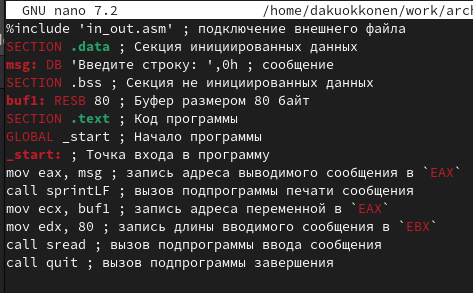 GNU nano 7.2 /home/dakuokkonen/work/arch
%include 'in_out.asm' ; подключение внешнего файла
SECTION .data ; Секция инициированных данных
msg: DB 'Введите строку: ',0h ; сообщение
SECTION .bss ; Секция не инициированных данных
buf1: RESB 80 ; Буфер размером 80 байт
SECTION .text ; Код программы
GLOBAL _start ; Начало программы
_start: ; Точка входа в программу
mov eax, msg ; запись адреса выводимого сообщения в `EAX`
call sprintLF ; вызов подпрограммы печати сообщения
mov ecx, buf1 ; запись адреса переменной в `EAX`
mov edx, 80 ; запись длины вводимого сообщения в `EBX`
call sread ; вызов подпрограммы ввода сообщения
call quit ; вызов подпрограммы завершения